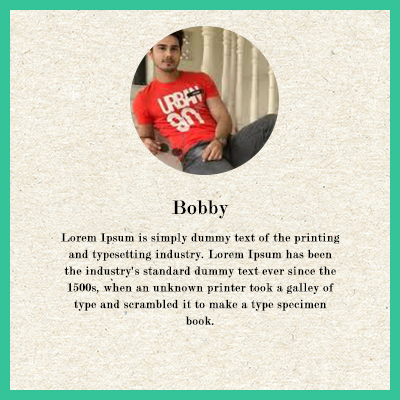 URBAN
90
Bobby
Lorem Ipsum is simply dummy text of the printing
and typesetting industry. Lorem Ipsum has been
the industry's standard dummy text ever since the
1500s, when an unknown printer took a galley of
type and scrambled it to make a type specimen
book.